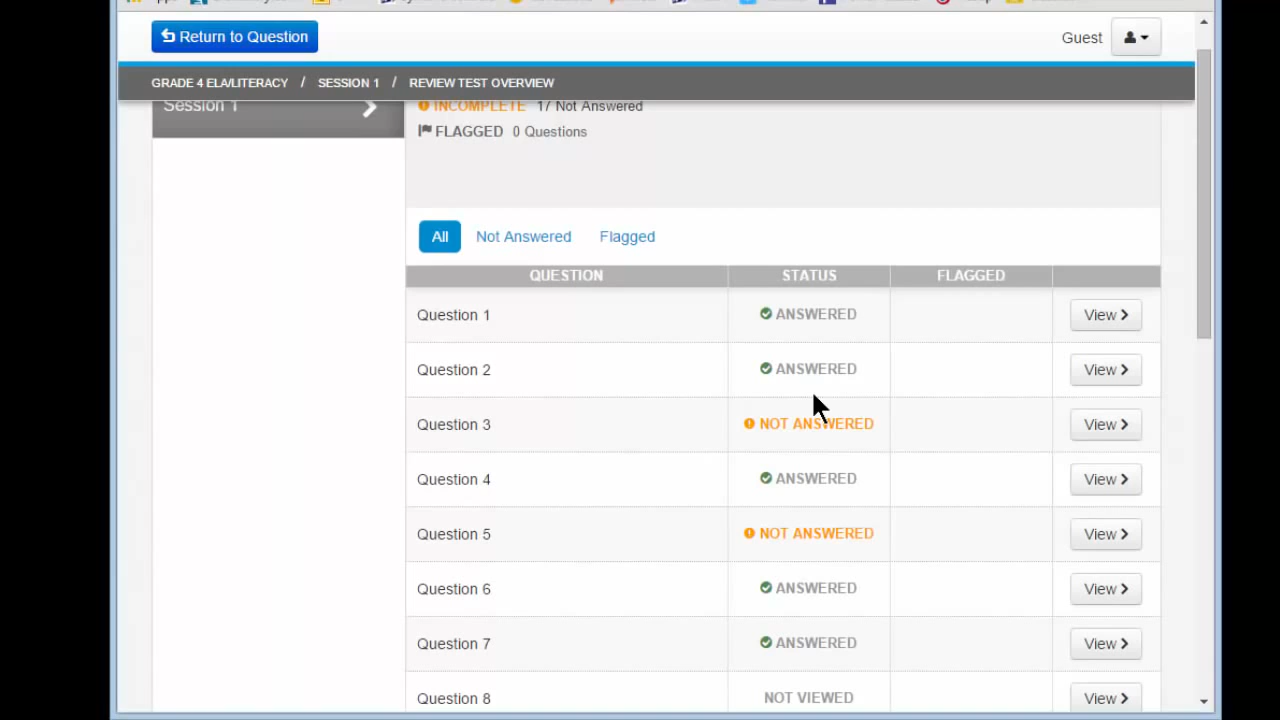 Return to Question
Guest
GRADE 4 ELA/LITERACY / SESSION 1 / REVIEW TEST OVERVIEW
Session 1
INCOMPLETE 17 Not Answered
FLAGGED 0 Questions
All Not Answered Flagged
QUESTION STATUS FLAGGED
Question 1 ANSWERED View
Question 2 ANSWERED View
Question 3 NOT ANSWERED View
Question 4 ANSWERED View
Question 5 NOT ANSWERED View
Question 6 ANSWERED View
Question 7 ANSWERED View
Question 8 NOT VIEWED View